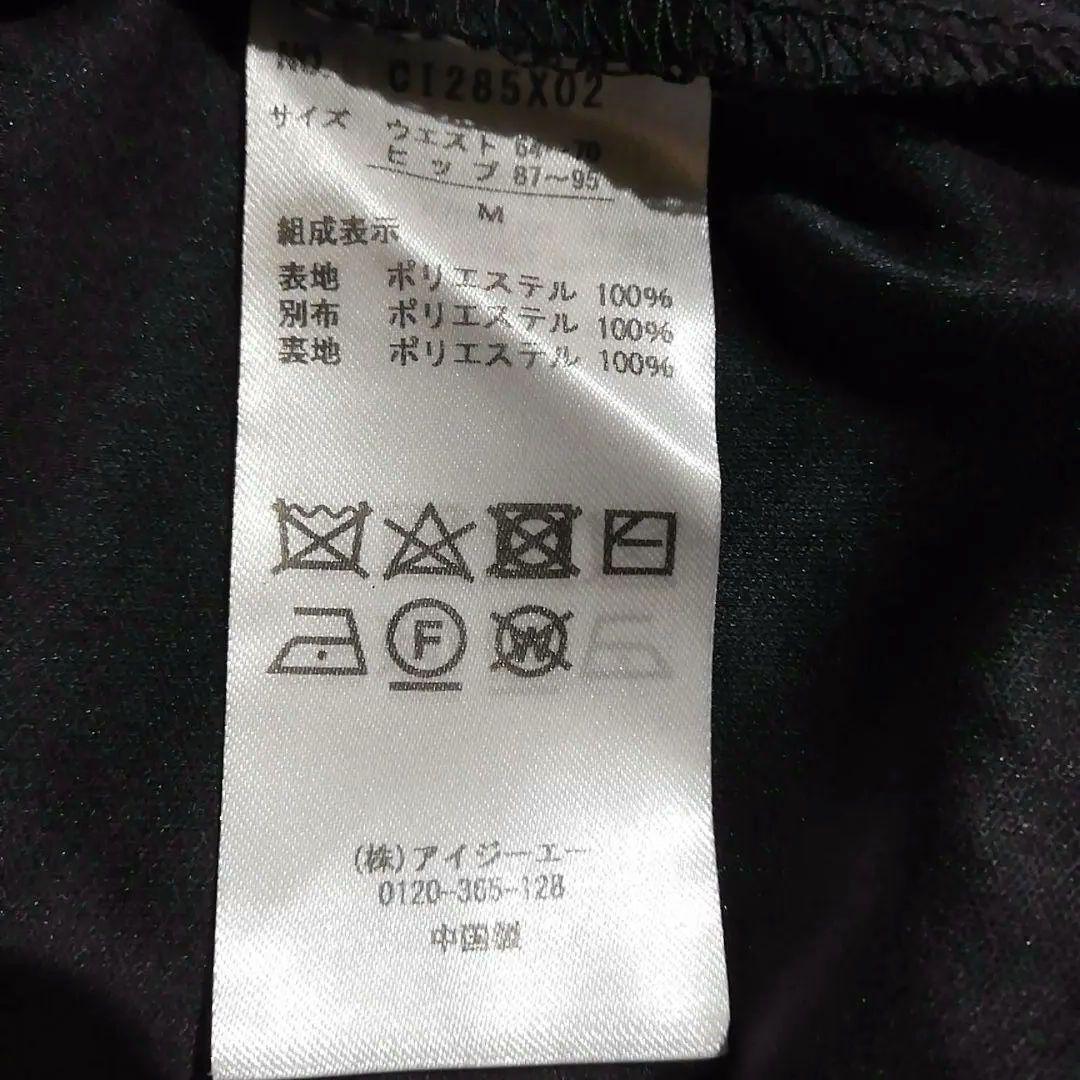 NO CI285X02
サイズ ウエスト 64〜70
ヒップ 87〜95
M
組成表示
表地 ポリエステル 100%
別布 ポリエステル 100%
裏地 ポリエステル 100%
F
W
(株)アイジーエー
0120-365-128
中国製